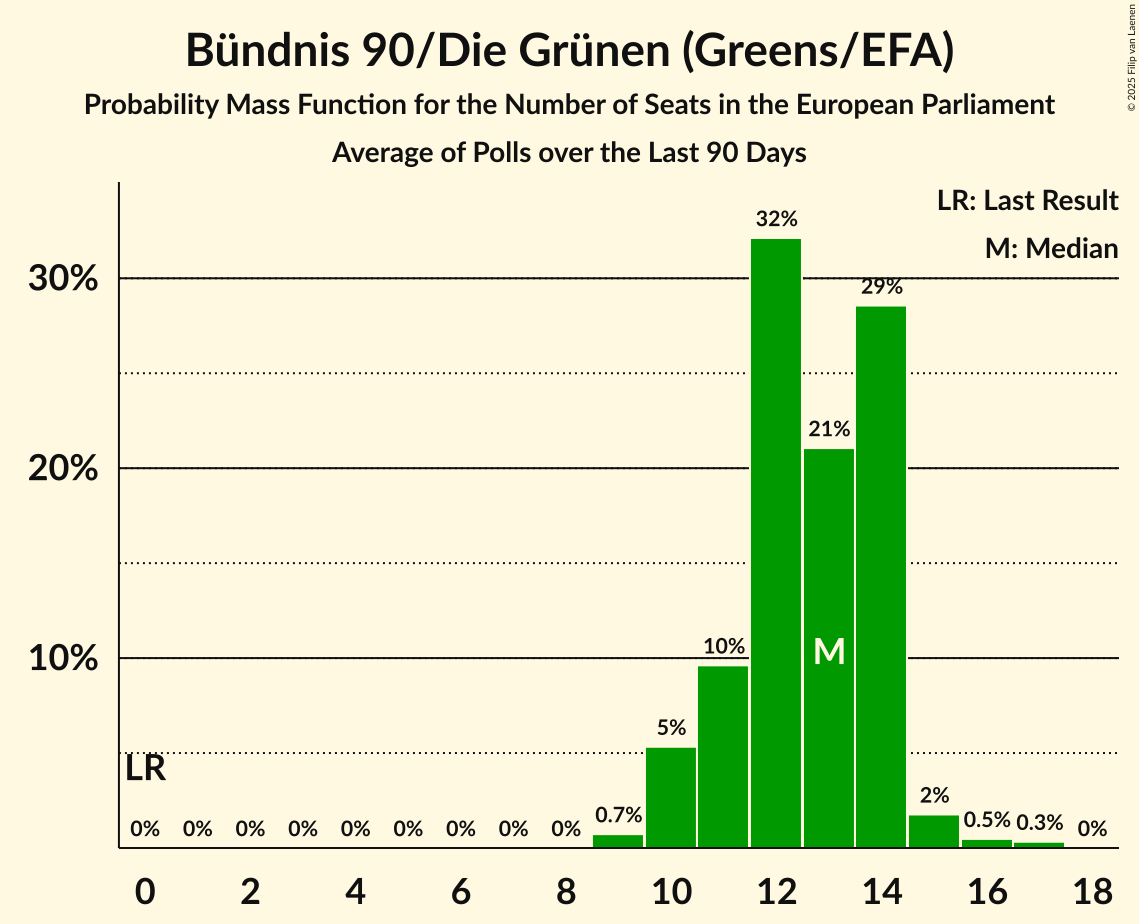 Bündnis 90/Die Grünen (Greens/EFA)
Probability Mass Function for the Number of Seats in the European Parliament
Average of Polls over the Last 90 Days
© 2025 Filip van Laenen
LR: Last Result
M: Median
30%
20%
10%
32%
29%
21%
10%
M
5%
LR
2%
0% 0% 0% 0% 0% 0% 0% 0% 0% 0.7% 0.5% 0.3% 0%
0 2 4 6 8 10 12 14 16 18